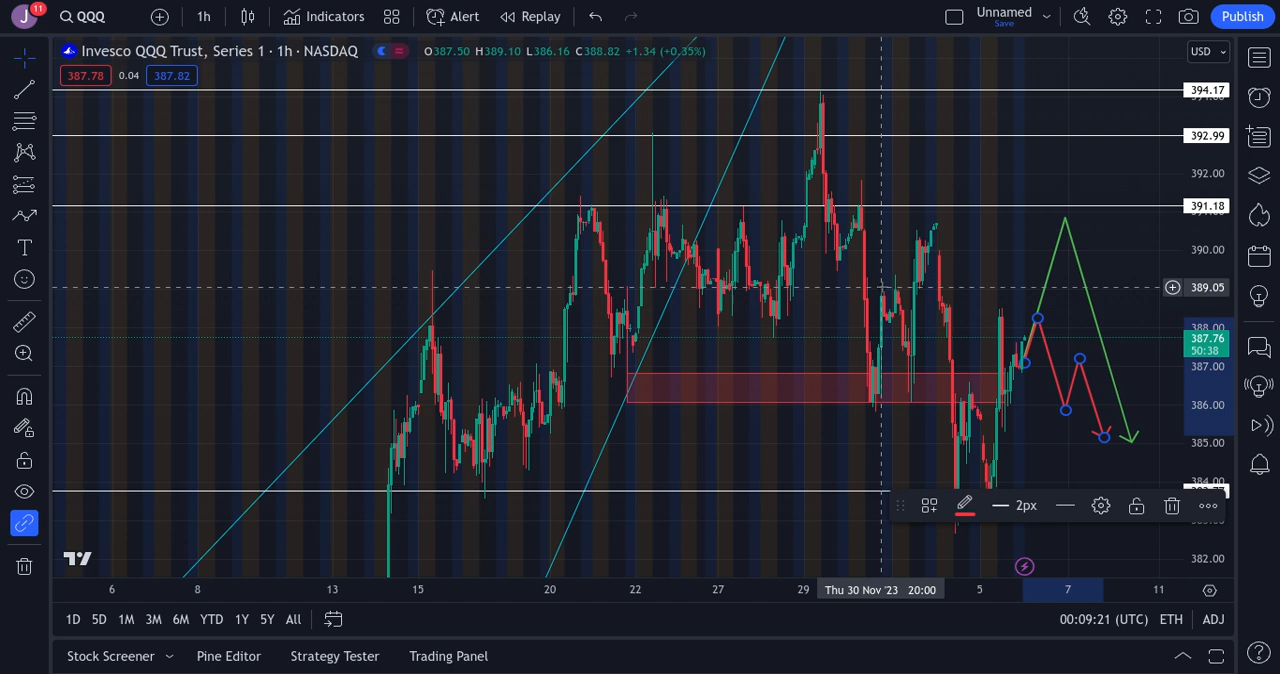 J 11 QQQ 1h Indicators Alert Replay Unnamed Save Publish
Invesco QQQ Trust, Series 1 · 1h · NASDAQ O387.50 H389.10 L386.16 C388.82 +1.34 (+0.35%) USD
387.78 0.04 387.82
394.17
392.99
392.00
391.18
390.00
389.05
388.00
387.76
50:38
387.00
386.00
385.00
384.00
2px
382.00
6 8 13 15 20 22 27 29 Thu 30 Nov '23 20:00 5 7 11
1D 5D 1M 3M 6M YTD 1Y 5Y All 00:09:21 (UTC) ETH ADJ
Stock Screener Pine Editor Strategy Tester Trading Panel